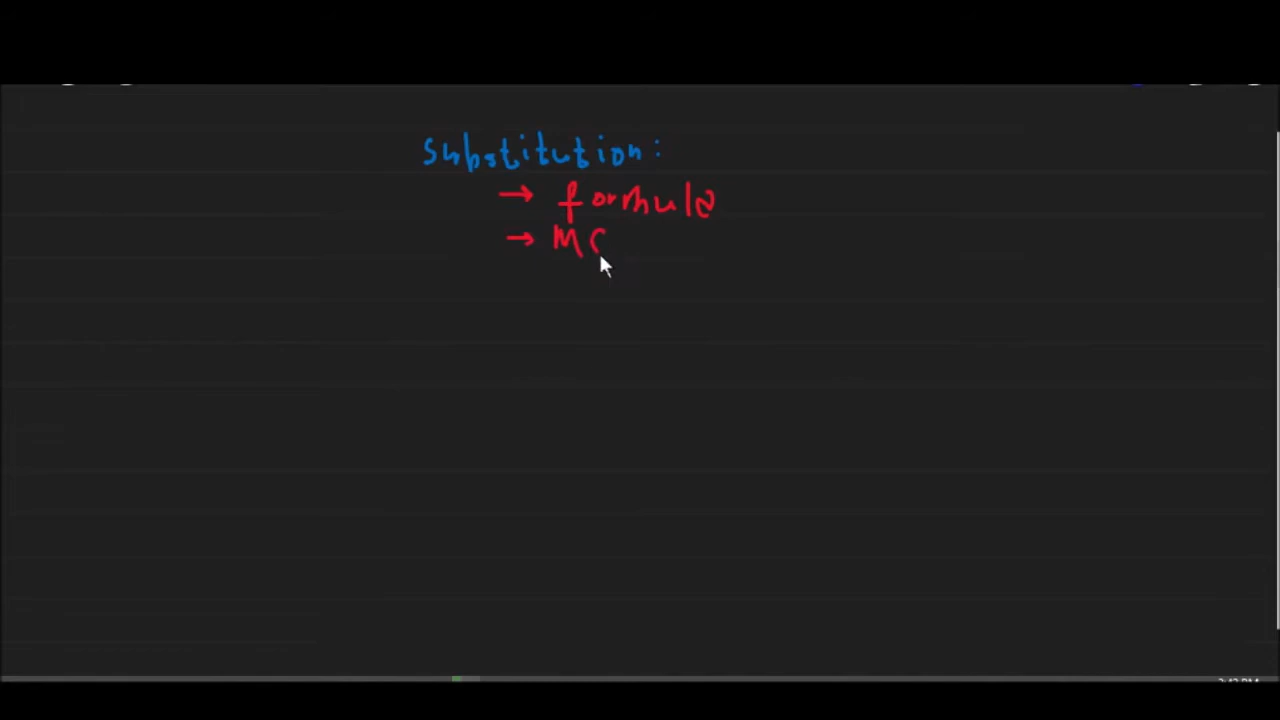 Substitution:
→ formula
→ MC